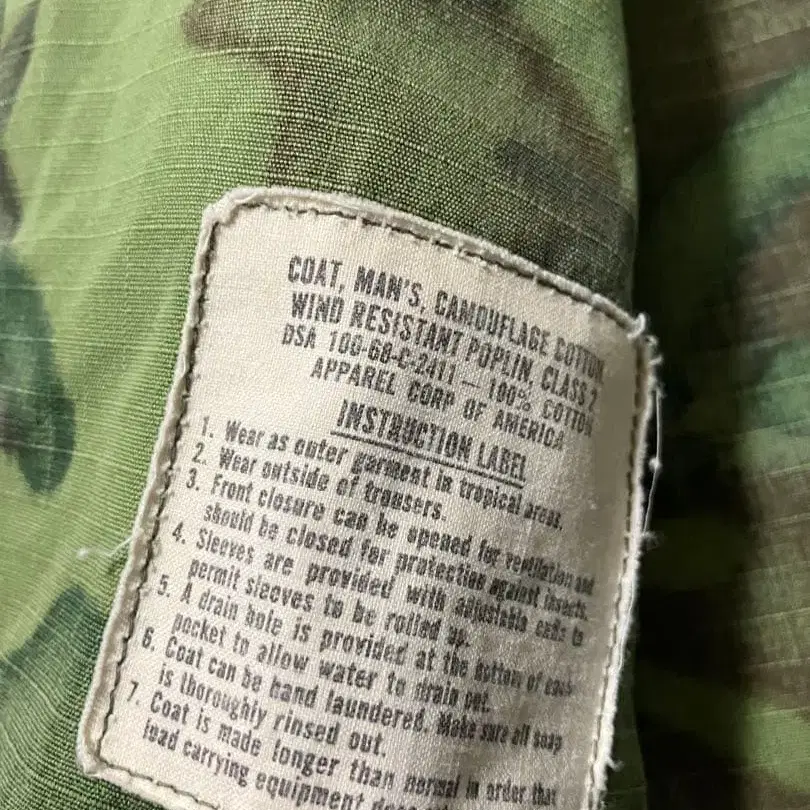 COAT, MAN'S, CAMOUFLAGE COTTON
WIND RESISTANT POPLIN, CLASS 2
DSA 100-68-C-2411 — 100% COTTON
APPAREL CORP OF AMERICA
INSTRUCTION LABEL
1. Wear as outer garment in tropical areas.
2. Wear outside of trousers.
3. Front closure can be opened for ventilation and
should be closed for protection against insects.
4. Sleeves are provided with adjustable cuffs to
permit sleeves to be rolled up.
5. A drain hole is provided at the bottom of each
pocket to allow water to drain out.
6. Coat can be hand laundered. Make sure all soap
is thoroughly rinsed out.
7. Coat is made longer than normal in order that
load carrying equipment